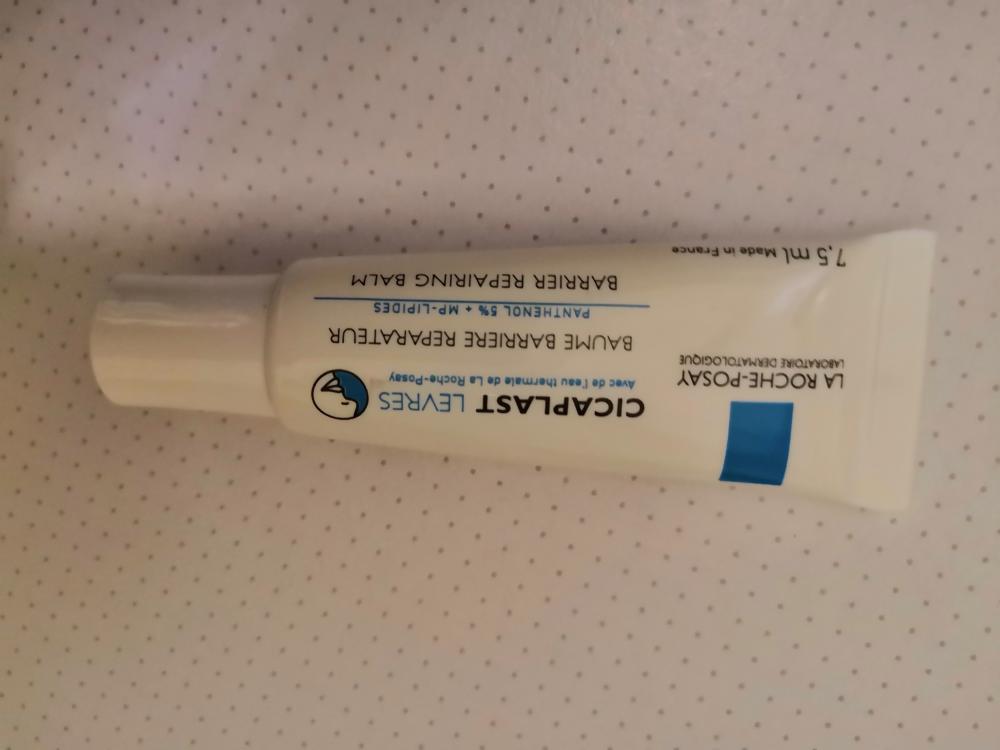 LA ROCHE-POSAY
LABORATOIRE DERMATOLOGIQUE
CICAPLAST LEVRES
Avec de l'eau thermale de La Roche-Posay
BAUME BARRIERE REPARATEUR
PANTHENOL 5% + MP-LIPIDES
BARRIER REPAIRING BALM
7,5 ml Made in France